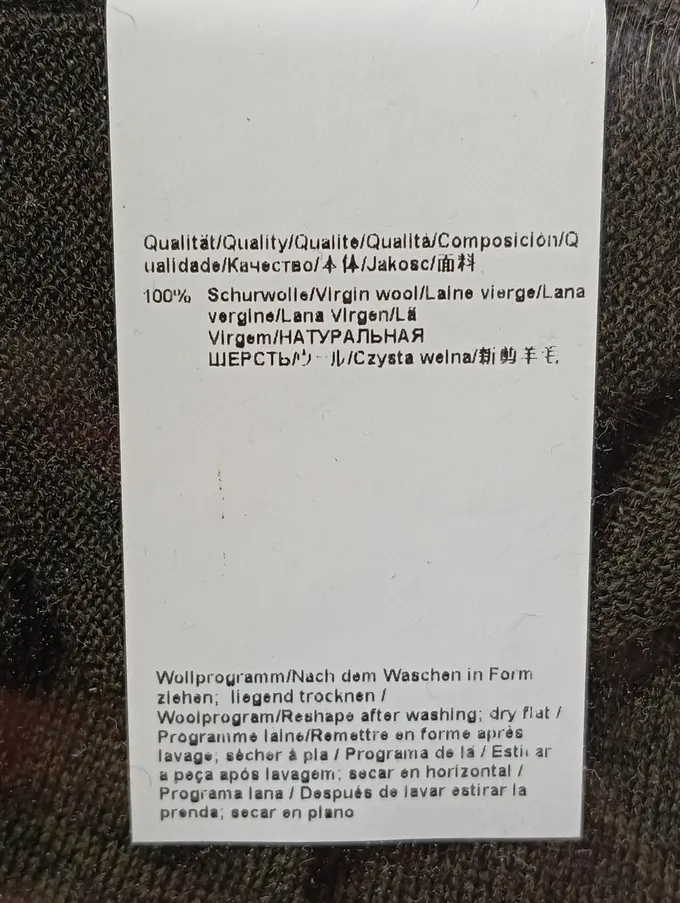 Qualität/Quality/Qualite/Qualità/Composición/Q
ualidade/Качество/本体/Jakosc/面料
100% Schurwolle/Virgin wool/Laine vierge/Lana
vergine/Lana Virgen/Lã
Virgem/НАТУРАЛЬНАЯ
ШЕРСТЬ/ウール/Czysta welna/新剪羊毛
Wollprogramm/Nach dem Waschen in Form
ziehen; liegend trocknen /
Woolprogram/Reshape after washing; dry flat /
Programme laine/Remettre en forme après
lavage; sècher à pla / Programa de lá / Esticar
a peça após lavagem; secar en horizontal /
Programa lana / Después de lavar estirar la
prenda; secar en plano